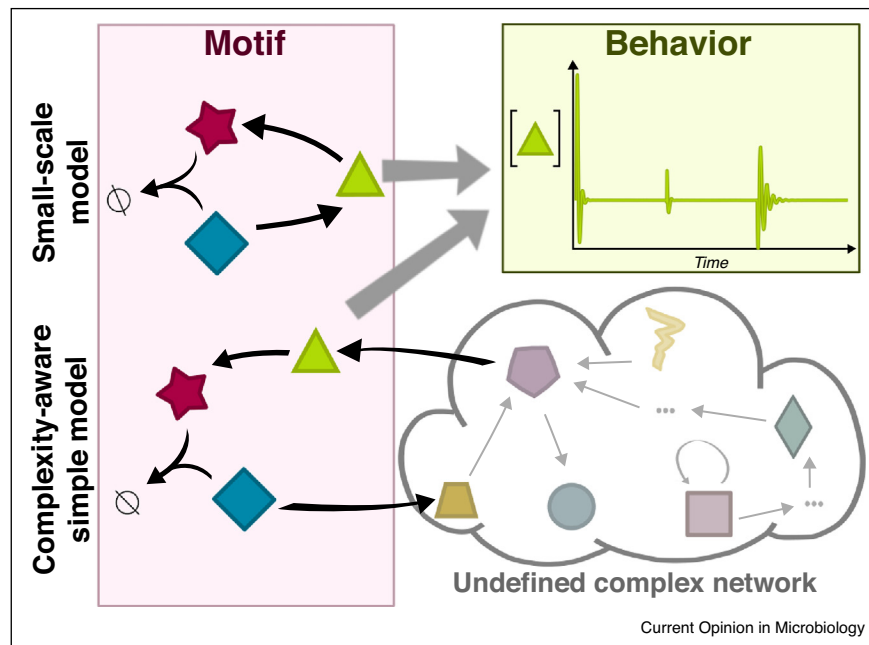 Motif
Behavior
Small-scale
model
∅
[ ]
Time
Complexity-aware
simple model
∅
...
...
Undefined complex network
Current Opinion in Microbiology